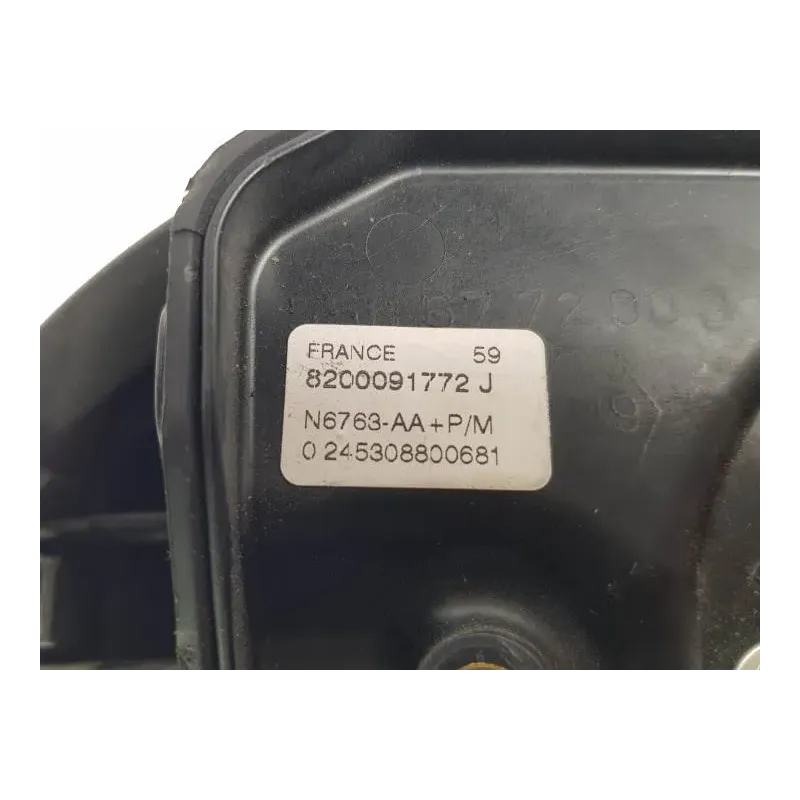 FRANCE 59
8200091772 J
N6763-AA+P/M
0 245308800681